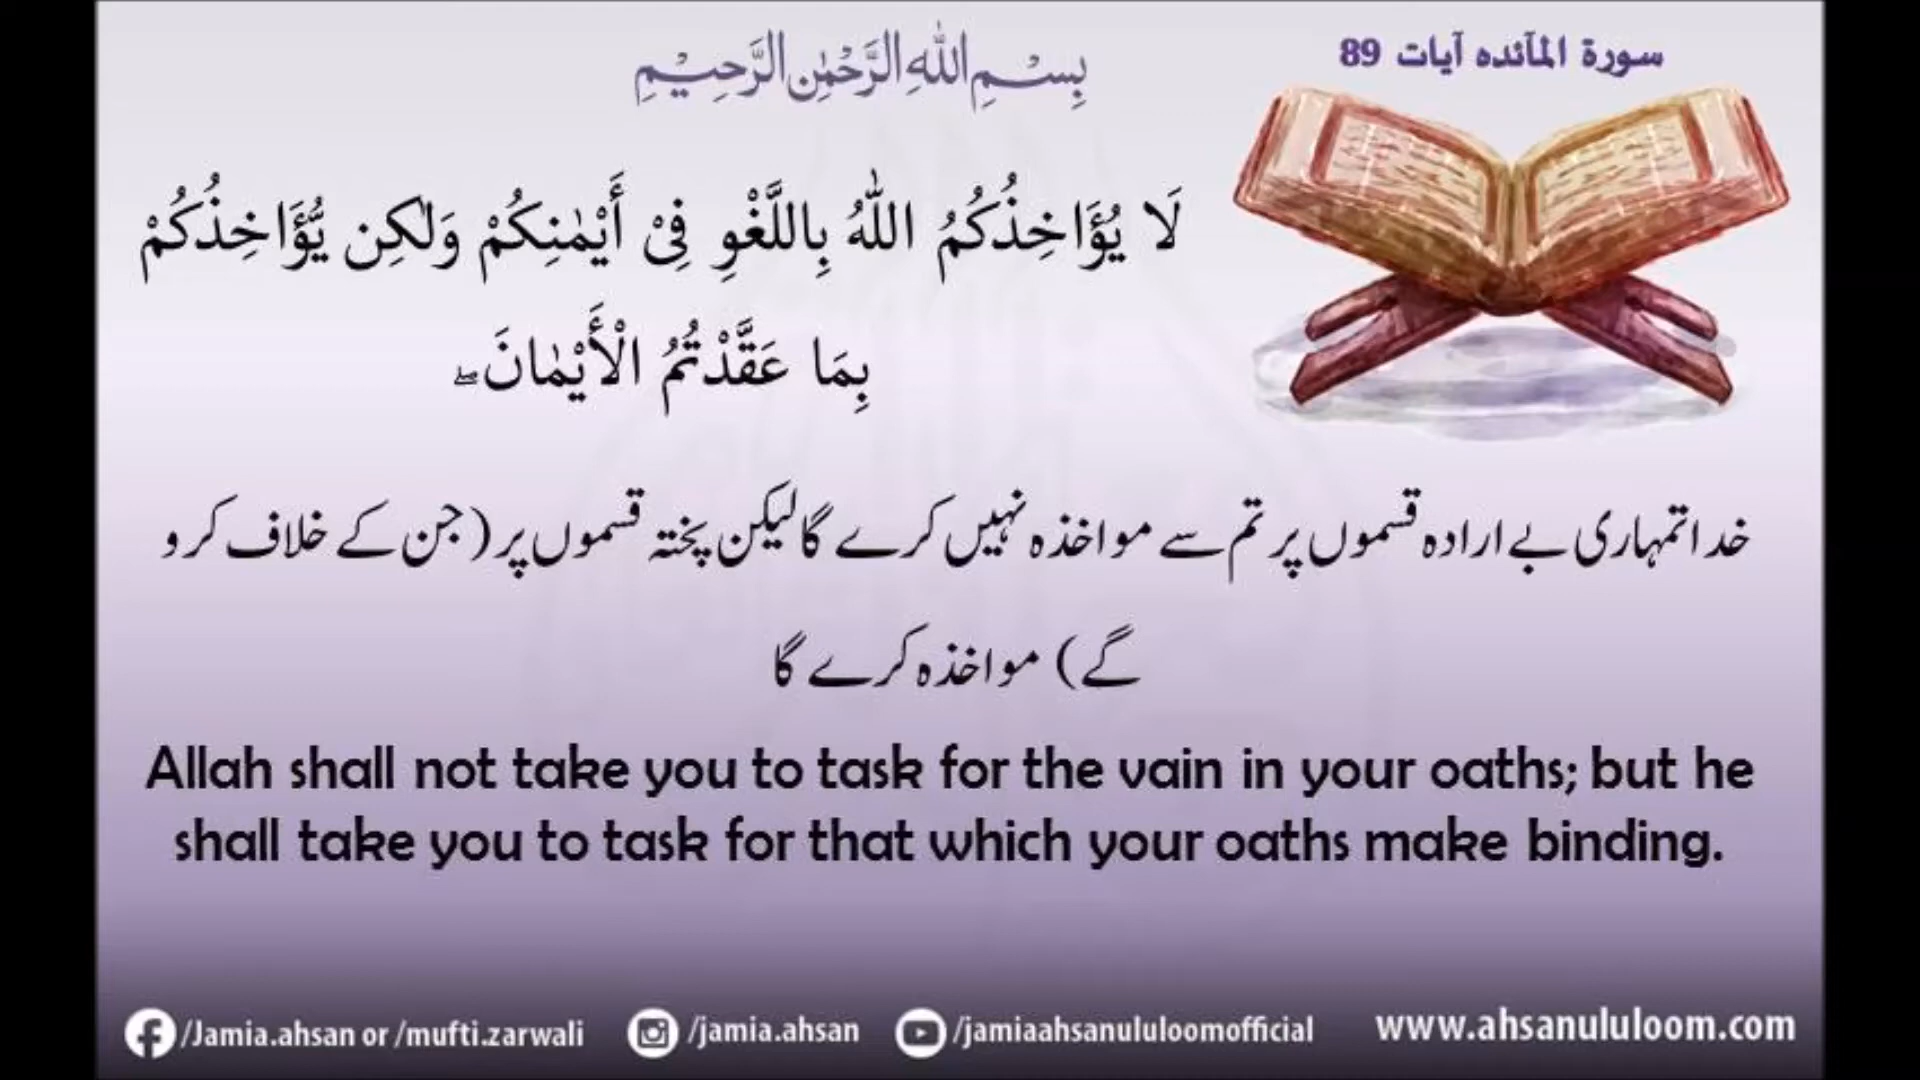 بِسْمِ اللّٰهِ الرَّحْمٰنِ الرَّحِيْمِ
سورة المآئده آيات 89
لَا يُؤَاخِذُكُمُ اللّٰهُ بِاللَّغْوِ فِىْ أَيْمٰنِكُمْ وَلٰكِن يُّؤَاخِذُكُمْ
بِمَا عَقَّدْتُّمُ الْأَيْمٰانَ ۖ
خدا تمہاری بے ارادہ قسموں پر تم سے مواخذہ نہیں کرے گا لیکن پختہ قسموں پر (جن کے خلاف کرو
گے) مواخذہ کرے گا
Allah shall not take you to task for the vain in your oaths; but he
shall take you to task for that which your oaths make binding.
/Jamia.ahsan or /mufti.zarwali /jamia.ahsan /jamiaahsanululoomofficial www.ahsanululoom.com